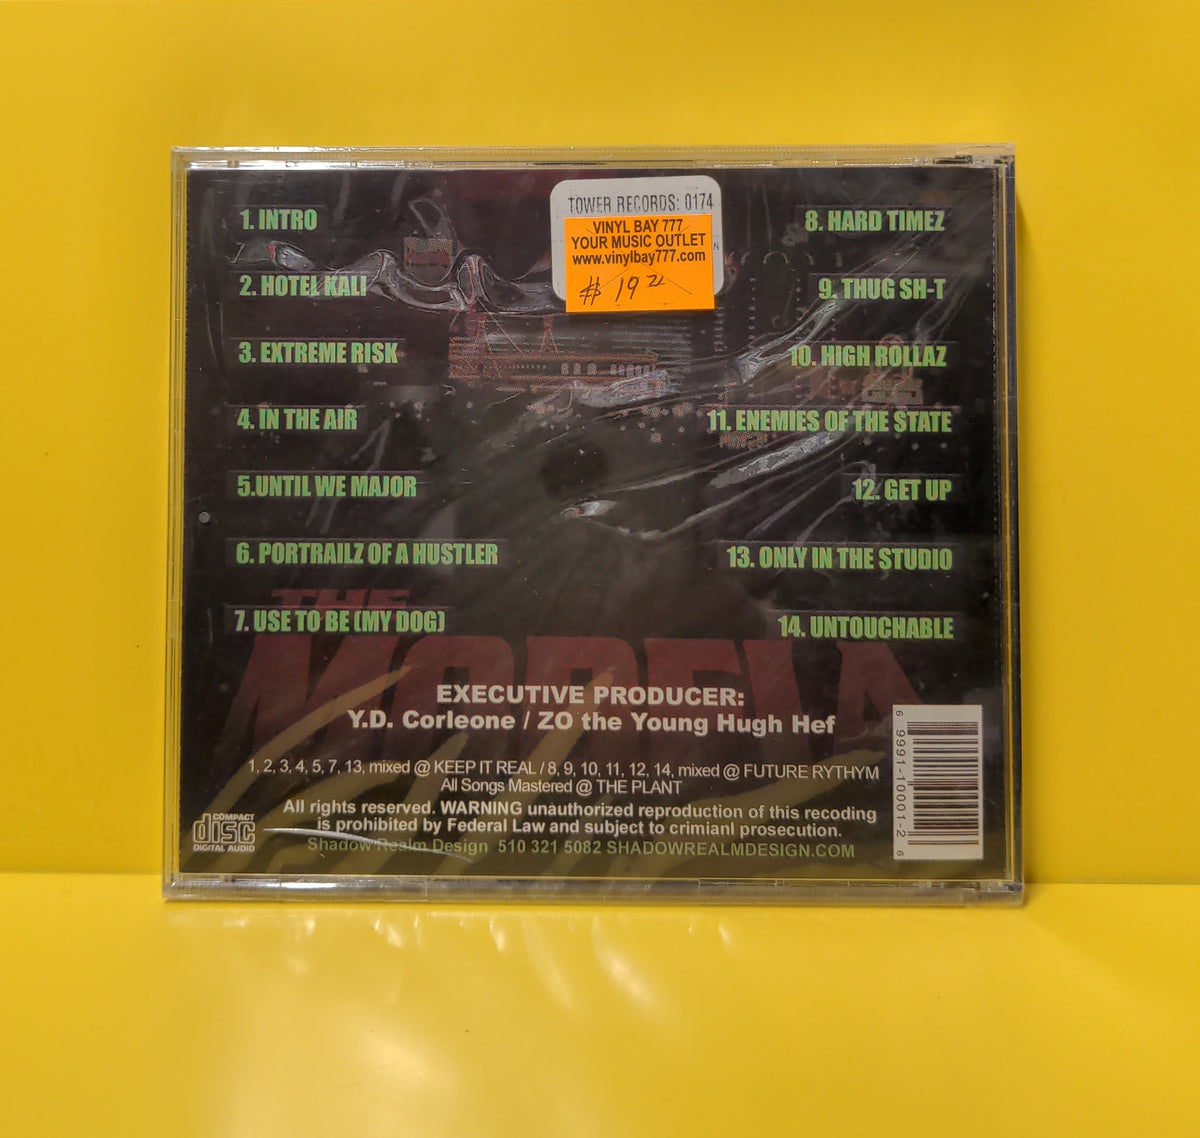 TOWER RECORDS: 0174
VINYL BAY 777
YOUR MUSIC OUTLET
www.vinylbay777.com
$ 19
1. INTRO
2. HOTEL KALI
3. EXTREME RISK
4. IN THE AIR
5.UNTIL WE MAJOR
6. PORTRAILZ OF A HUSTLER
7. USE TO BE (MY DOG)
8. HARD TIMEZ
9. THUG SH-T
10. HIGH ROLLAZ
11. ENEMIES OF THE STATE
12. GET UP
13. ONLY IN THE STUDIO
14. UNTOUCHABLE
THE
EXECUTIVE PRODUCER:
Y.D. Corleone / ZO the Young Hugh Hef
1, 2, 3, 4, 5, 7, 13, mixed @ KEEP IT REAL / 8, 9, 10, 11, 12, 14, mixed @ FUTURE RYTHYM
All Songs Mastered @ THE PLANT
All rights reserved. WARNING unauthorized reproduction of this recoding
is prohibited by Federal Law and subject to crimianl prosecution.
Shadow Realm Design 510 321 5082 SHADOWREALMDESIGN.COM
COMPACT
disc
DIGITAL AUDIO
6 9991-10001-2 6